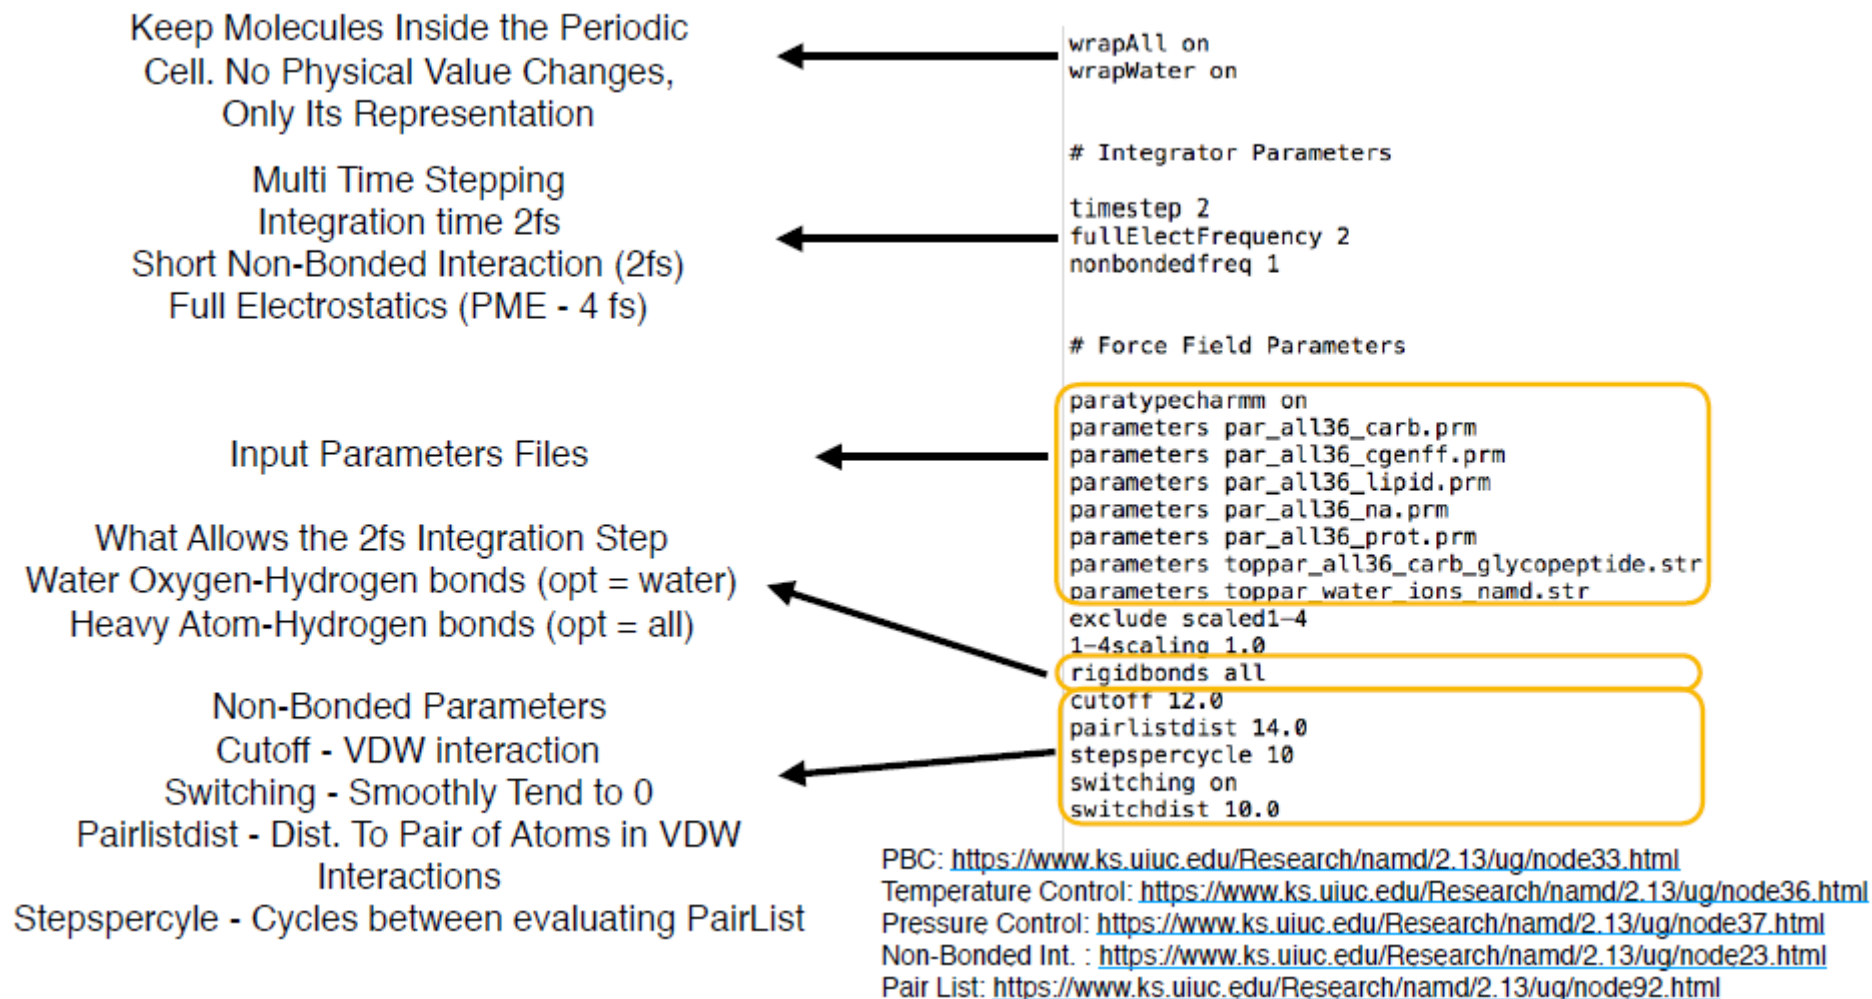 Keep Molecules Inside the Periodic
Cell. No Physical Value Changes,
Only Its Representation
Multi Time Stepping
Integration time 2fs
Short Non-Bonded Interaction (2fs)
Full Electrostatics (PME - 4 fs)
Input Parameters Files
What Allows the 2fs Integration Step
Water Oxygen-Hydrogen bonds (opt = water)
Heavy Atom-Hydrogen bonds (opt = all)
Non-Bonded Parameters
Cutoff - VDW interaction
Switching - Smoothly Tend to 0
Pairlistdist - Dist. To Pair of Atoms in VDW
Interactions
Stepspercyle - Cycles between evaluating PairList
wrapAll on
wrapWater on
# Integrator Parameters
timestep 2
fullElectFrequency 2
nonbondedfreq 1
# Force Field Parameters
paratypecharmm on
parameters par_all36_carb.prm
parameters par_all36_cgenff.prm
parameters par_all36_lipid.prm
parameters par_all36_na.prm
parameters par_all36_prot.prm
parameters toppar_all36_carb_glycopeptide.str
parameters toppar_water_ions_namd.str
exclude scaled1-4
1-4scaling 1.0
rigidbonds all
cutoff 12.0
pairlistdist 14.0
stepspercycle 10
switching on
switchdist 10.0
PBC: https://www.ks.uiuc.edu/Research/namd/2.13/ug/node33.html
Temperature Control: https://www.ks.uiuc.edu/Research/namd/2.13/ug/node36.html
Pressure Control: https://www.ks.uiuc.edu/Research/namd/2.13/ug/node37.html
Non-Bonded Int. : https://www.ks.uiuc.edu/Research/namd/2.13/ug/node23.html
Pair List: https://www.ks.uiuc.edu/Research/namd/2.13/ug/node92.html